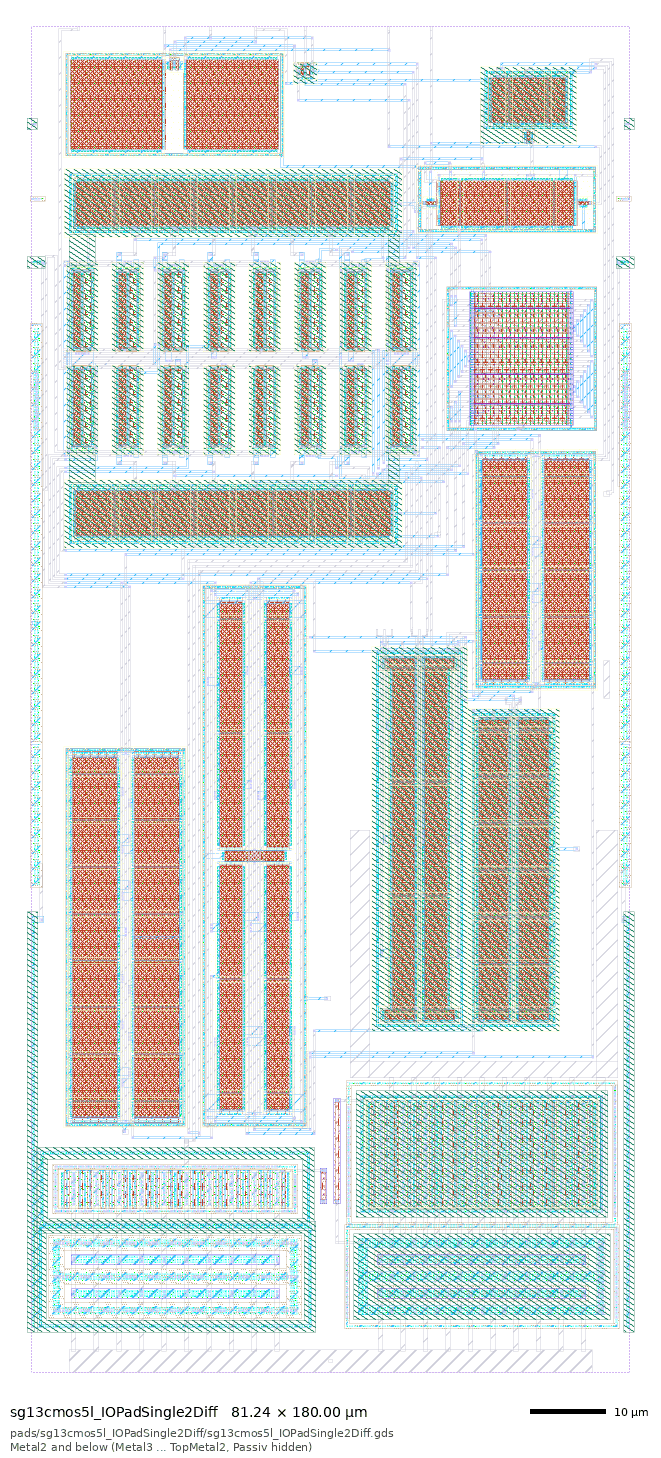 sg13cmos5l_IOPadSingle2Diff 81.24 × 180.00 µm
10 µm
pads/sg13cmos5l_IOPadSingle2Diff/sg13cmos5l_IOPadSingle2Diff.gds
Metal2 and below (Metal3 ... TopMetal2, Passiv hidden)